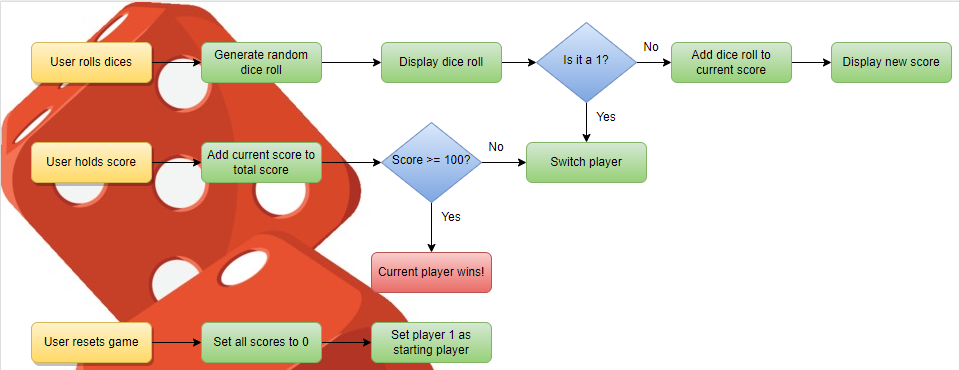 User rolls dices
Generate random
dice roll
Display dice roll
Is it a 1?
No
Add dice roll to
current score
Display new score
Yes
User holds score
Add current score to
total score
Score >= 100?
No
Switch player
Yes
Current player wins!
User resets game
Set all scores to 0
Set player 1 as
starting player